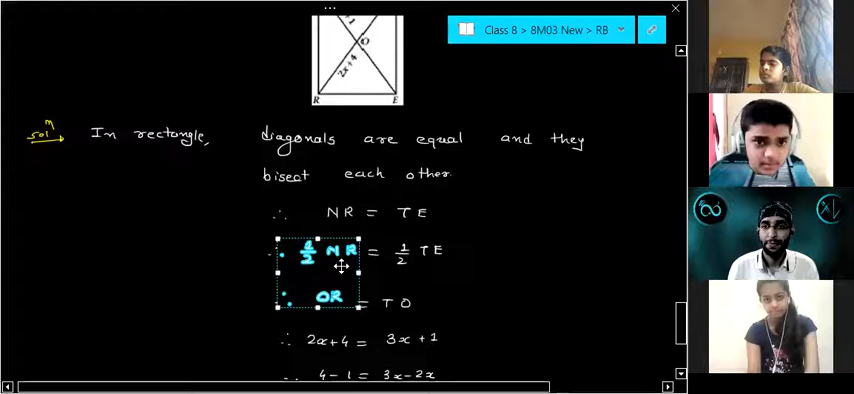 Class 8 > 8M03 New > RB
O
2x+4
R E
solⁿ In rectangle, diagonals are equal and they
bisect each other.
∴ NR = TE
∴ 1/2 NR = 1/2 TE
∴ OR = TO
∴ 2x+4 = 3x+1
∴ 4-1 = 3x-2x